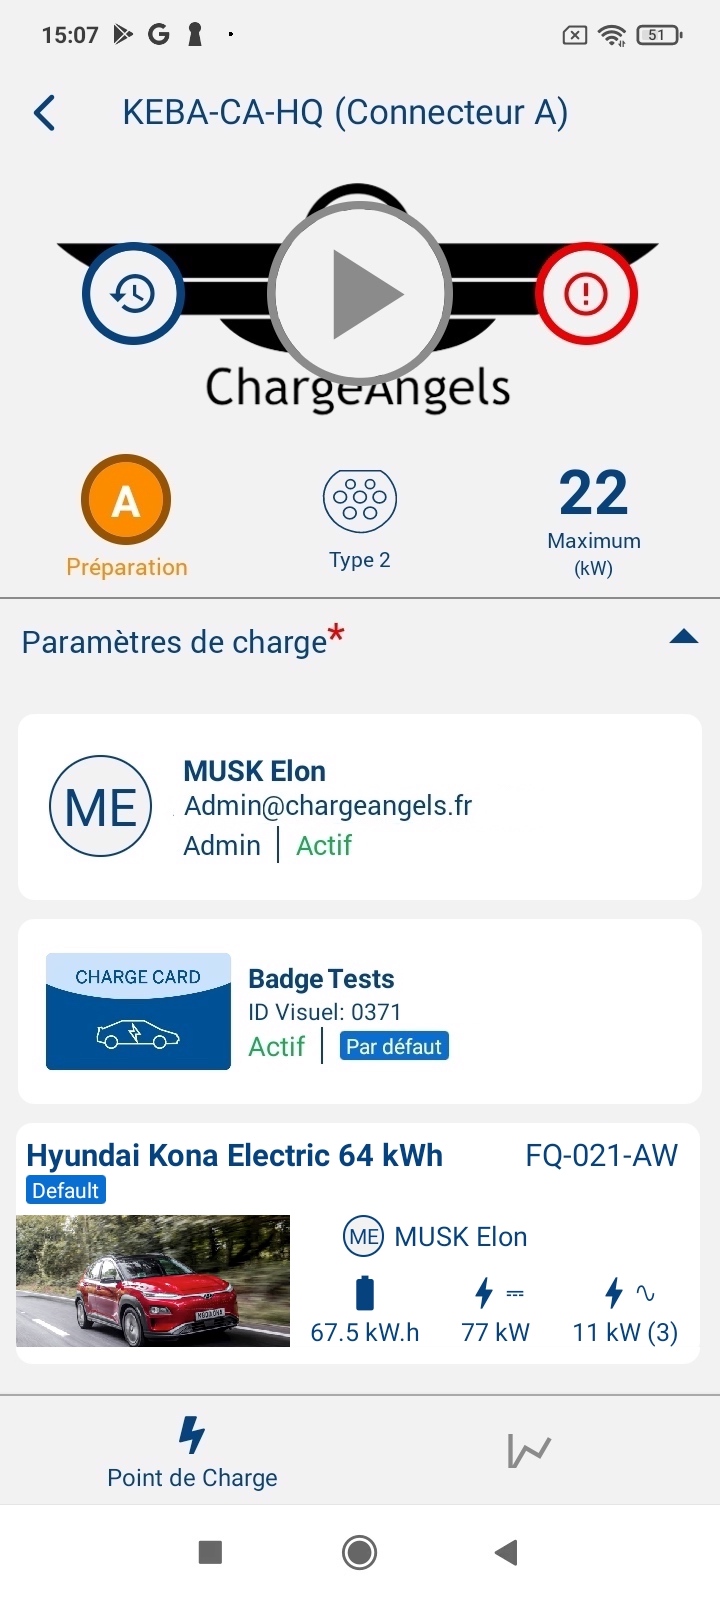 15:07
51
KEBA-CA-HQ (Connecteur A)
ChargeAngels
A
22
Préparation
Type 2
Maximum
(kW)
Paramètres de charge*
ME
MUSK Elon
Admin@chargeangels.fr
Admin | Actif
CHARGE CARD
Badge Tests
ID Visuel: 0371
Actif | Par défaut
Hyundai Kona Electric 64 kWh
FQ-021-AW
Default
ME MUSK Elon
67.5 kW.h
77 kW
11 kW (3)
Point de Charge